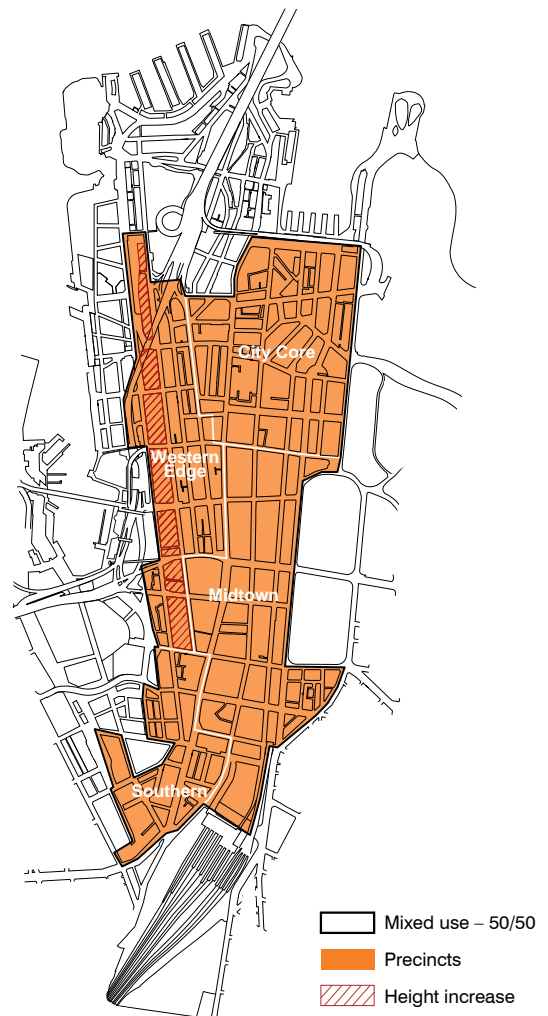 City Core
Western
Edge
Midtown
Southern
Mixed use – 50/50
Precincts
Height increase